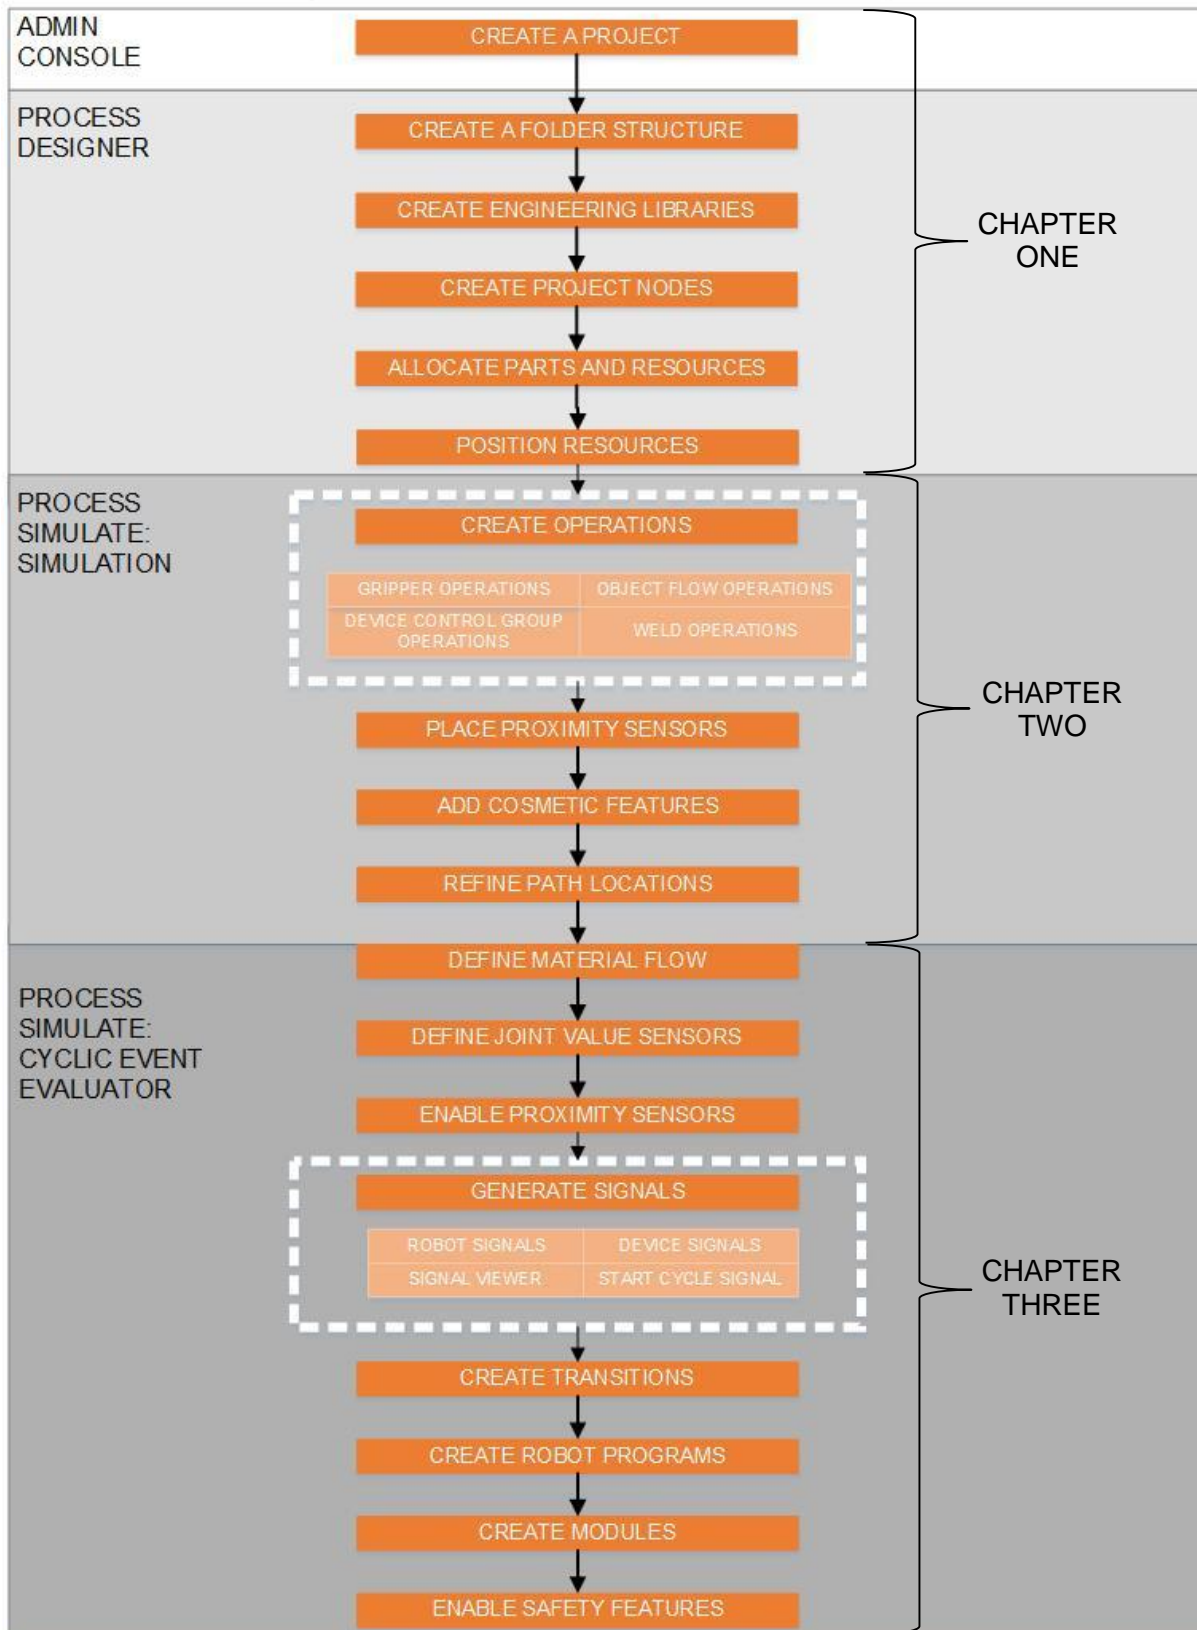 ADMIN
CONSOLE
CREATE A PROJECT
PROCESS
DESIGNER
CREATE A FOLDER STRUCTURE
CREATE ENGINEERING LIBRARIES
CREATE PROJECT NODES
ALLOCATE PARTS AND RESOURCES
POSITION RESOURCES
CHAPTER
ONE
PROCESS
SIMULATE:
SIMULATION
CREATE OPERATIONS
GRIPPER OPERATIONS
OBJECT FLOW OPERATIONS
DEVICE CONTROL GROUP
OPERATIONS
WELD OPERATIONS
PLACE PROXIMITY SENSORS
ADD COSMETIC FEATURES
REFINE PATH LOCATIONS
CHAPTER
TWO
PROCESS
SIMULATE:
CYCLIC EVENT
EVALUATOR
DEFINE MATERIAL FLOW
DEFINE JOINT VALUE SENSORS
ENABLE PROXIMITY SENSORS
GENERATE SIGNALS
ROBOT SIGNALS
DEVICE SIGNALS
SIGNAL VIEWER
START CYCLE SIGNAL
CREATE TRANSITIONS
CREATE ROBOT PROGRAMS
CREATE MODULES
ENABLE SAFETY FEATURES
CHAPTER
THREE